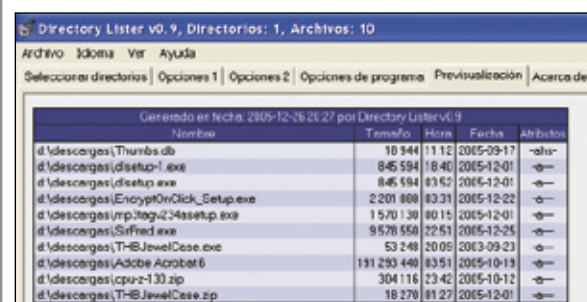 Directory Lister v0.9, Directorios: 1, Archivos: 10
Archivo Idioma Ver Ayuda
Seleccionar directorios Opciones 1 Opciones 2 Opciones de programa Previsualización Acerca de
Generado en fecha: 2005-12-26 20:27 por Directory Lister v0.9
Nombre Tamaño Hora Fecha Atributos
d:\descargas\Thumbs.db 18 944 11:12 2005-09-17 -ahs-
d:\descargas\disetup-1.exe 845 594 18:40 2005-12-01 -a---
d:\descargas\disetup.exe 845 594 03:52 2005-12-01 -a---
d:\descargas\EncryptOnClick_Setup.exe 2 201 088 03:31 2005-12-22 -a---
d:\descargas\mp3tagv234asetup.exe 1 570 130 00:15 2005-12-01 -a---
d:\descargas\SirFred.exe 9 578 550 22:51 2005-12-25 -a---
d:\descargas\THBJewelCase.exe 53 248 20:09 2003-09-23 -a---
d:\descargas\Adobe Acrobat 6 191 293 440 03:51 2005-10-19 -a---
d:\descargas\cpu-z-130.zip 304 116 23:42 2005-10-12 -a---
d:\descargas\THBJewelCase.zip 18 270 01:27 2005-12-01 -a---